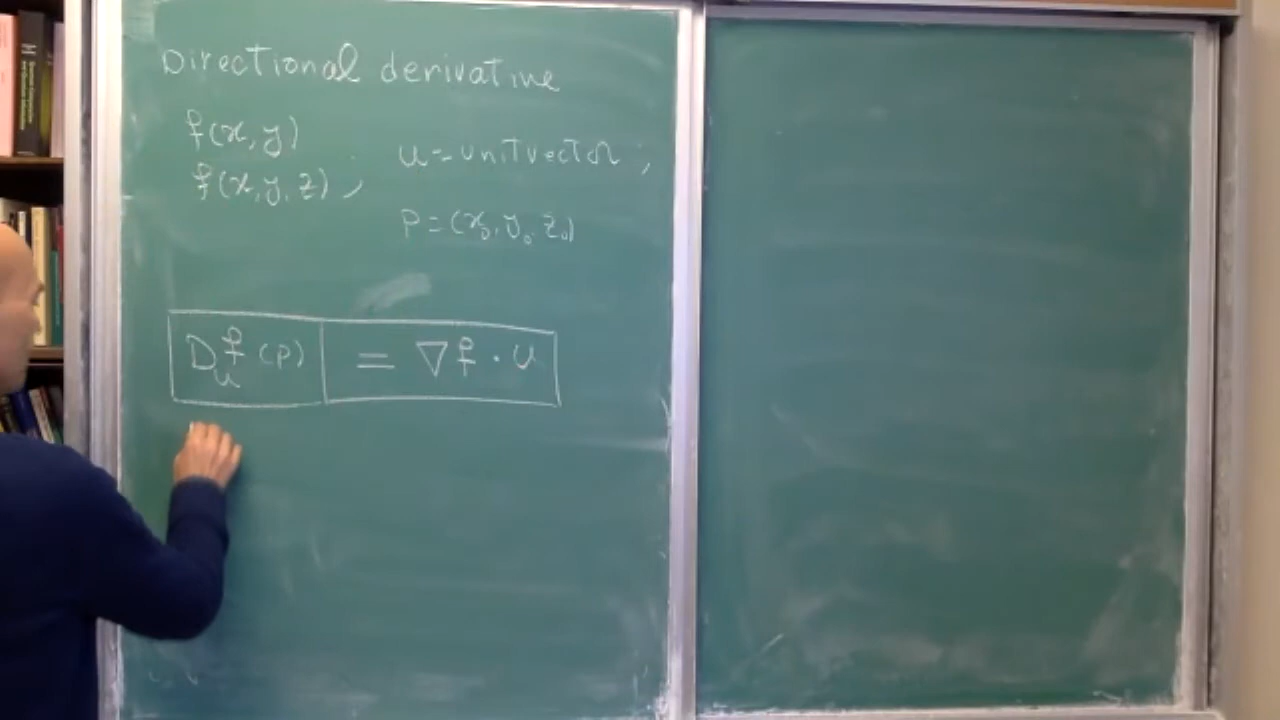 Directional derivative
f(x,y)
u = unit vector,
f(x,y,z),
P = (x₀, y₀, z₀)
D_u f (P) = ∇f · u